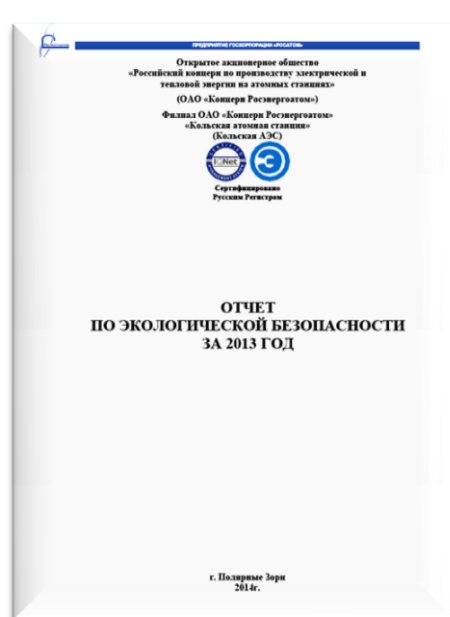 ПРЕДПРИЯТИЕ ГОСКОРПОРАЦИИ «РОСАТОМ»
Открытое акционерное общество
«Российский концерн по производству электрической и
тепловой энергии на атомных станциях»
(ОАО «Концерн Росэнергоатом»)
Филиал ОАО «Концерн Росэнергоатом»
«Кольская атомная станция»
(Кольская АЭС)
IQNet
Сертифицировано
Русским Регистром
ОТЧЕТ
ПО ЭКОЛОГИЧЕСКОЙ БЕЗОПАСНОСТИ
ЗА 2013 ГОД
г. Полярные Зори
2014г.